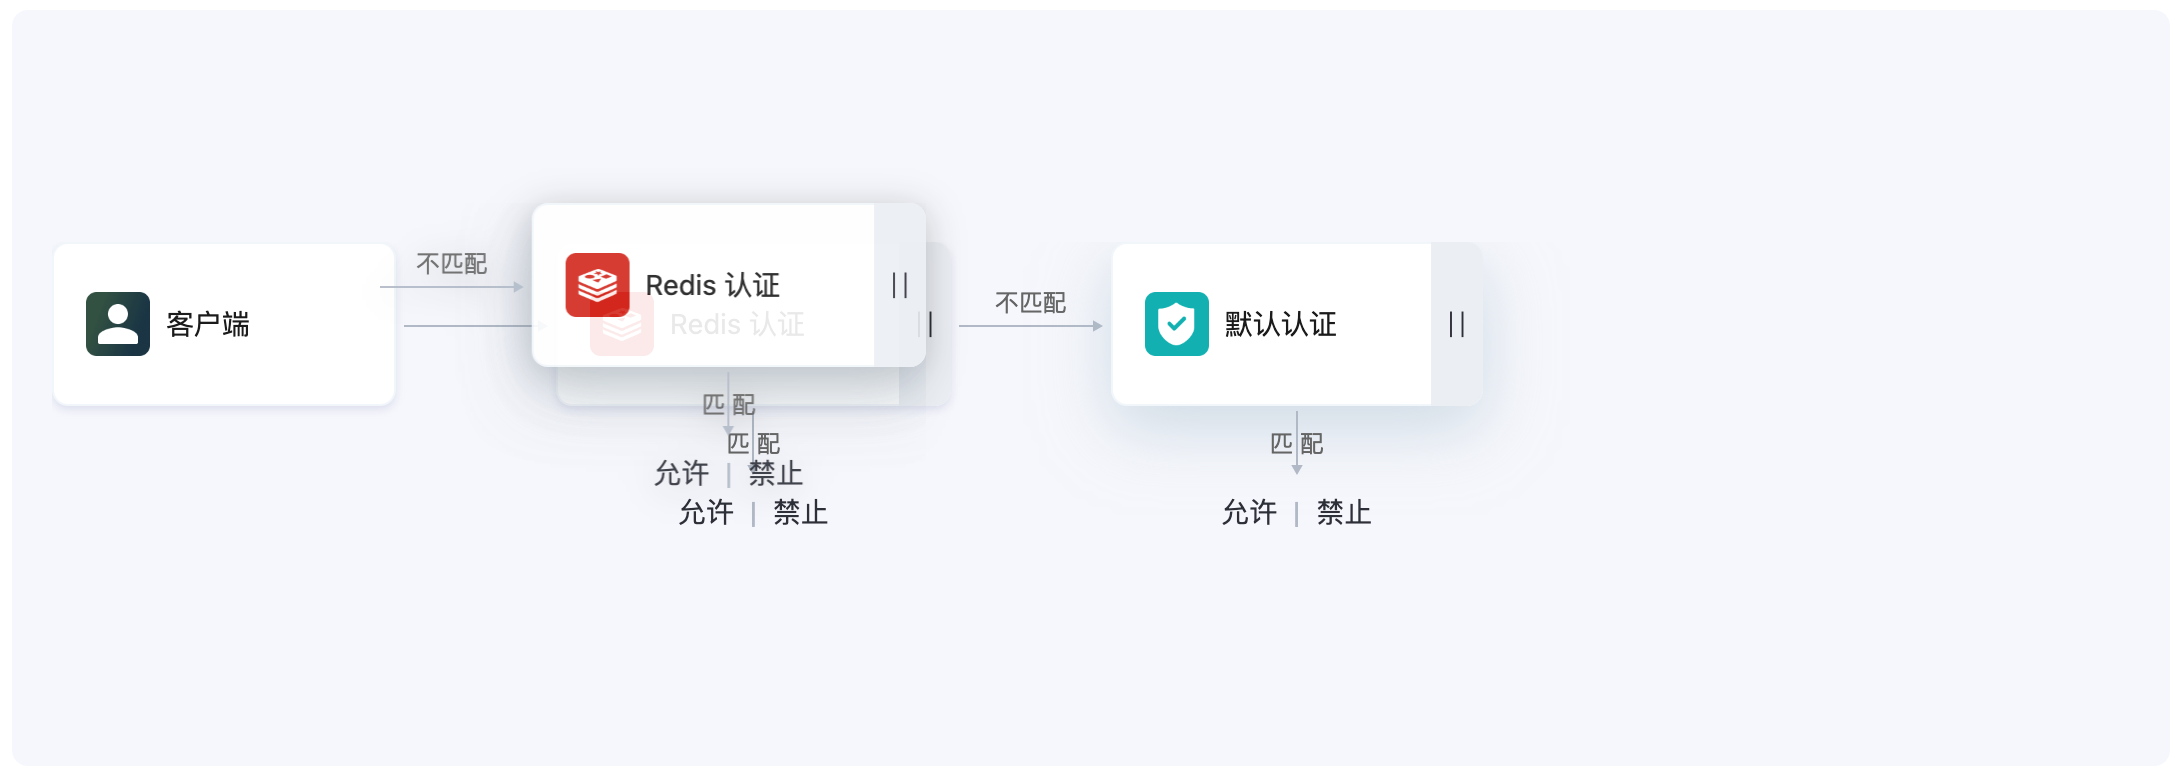 客户端
不匹配
Redis 认证
Redis 认证
匹配
匹配
允许 | 禁止
允许 | 禁止
不匹配
默认认证
匹配
允许 | 禁止